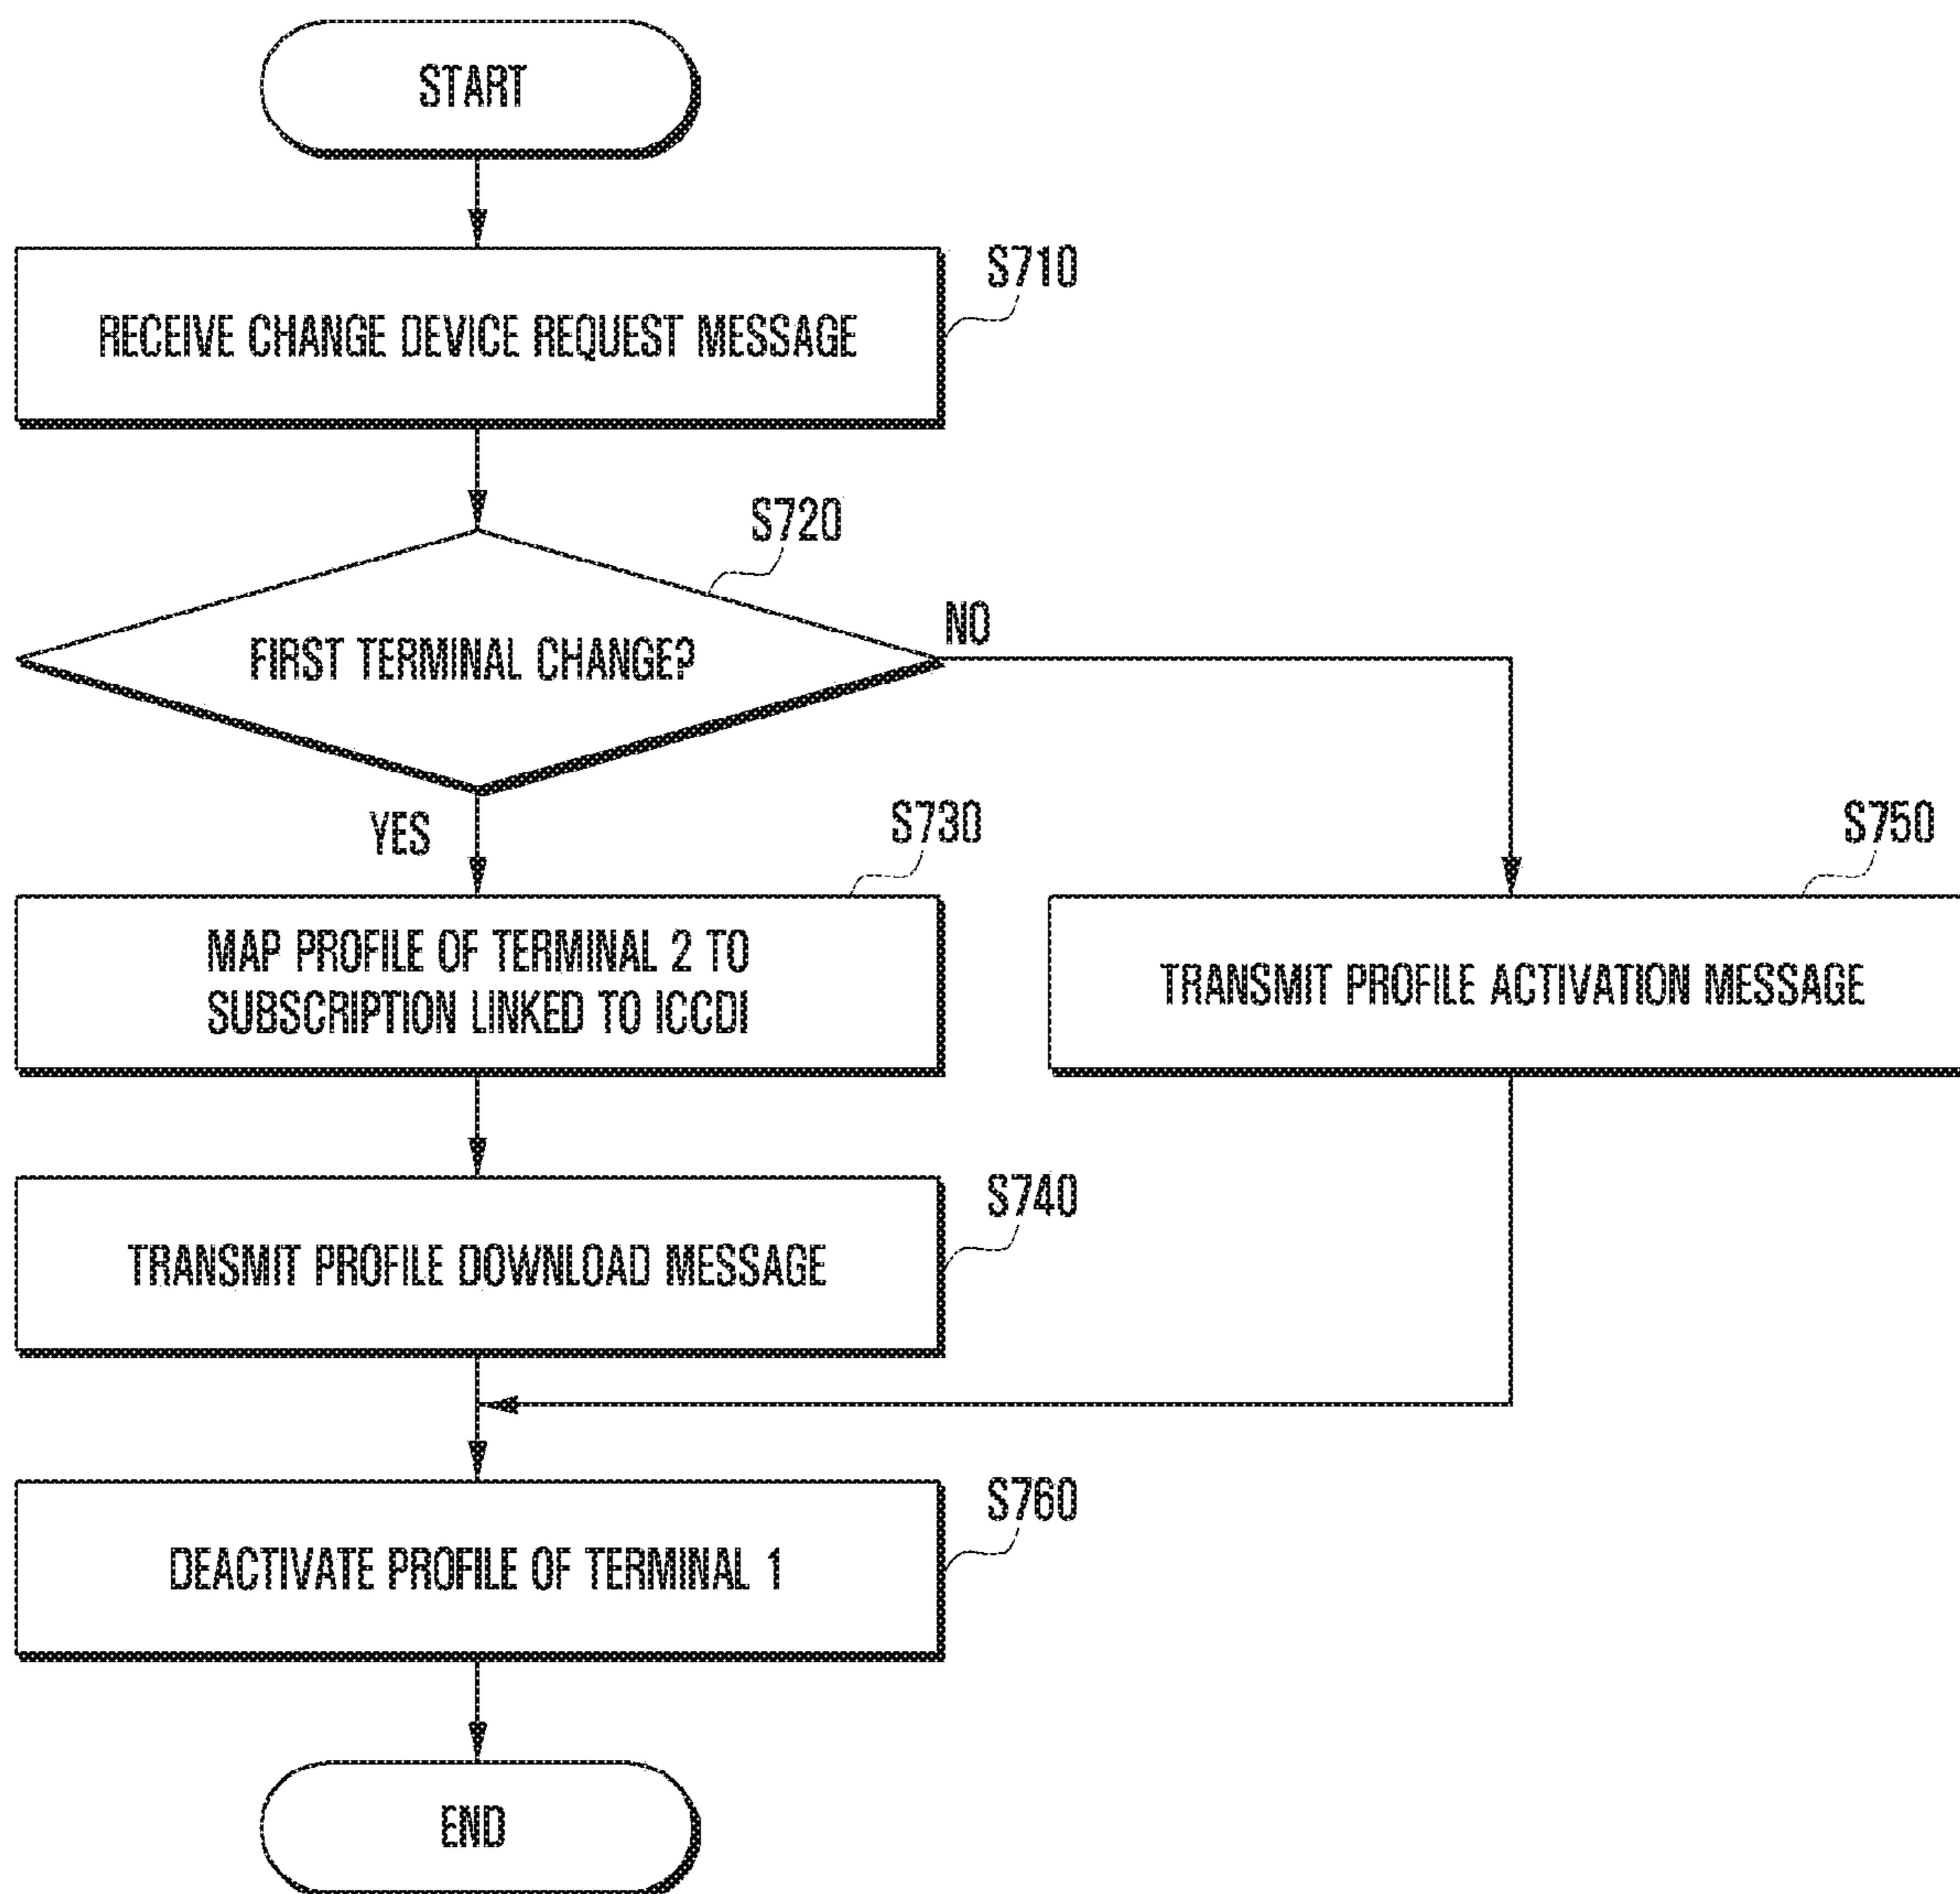 START
S710
RECEIVE CHANGE DEVICE REQUEST MESSAGE
S720
FIRST TERMINAL CHANGE?
NO
YES
S730
MAP PROFILE OF TERMINAL 2 TO
SUBSCRIPTION LINKED TO ICCDI
S750
TRANSMIT PROFILE ACTIVATION MESSAGE
S740
TRANSMIT PROFILE DOWNLOAD MESSAGE
S760
DEACTIVATE PROFILE OF TERMINAL 1
END